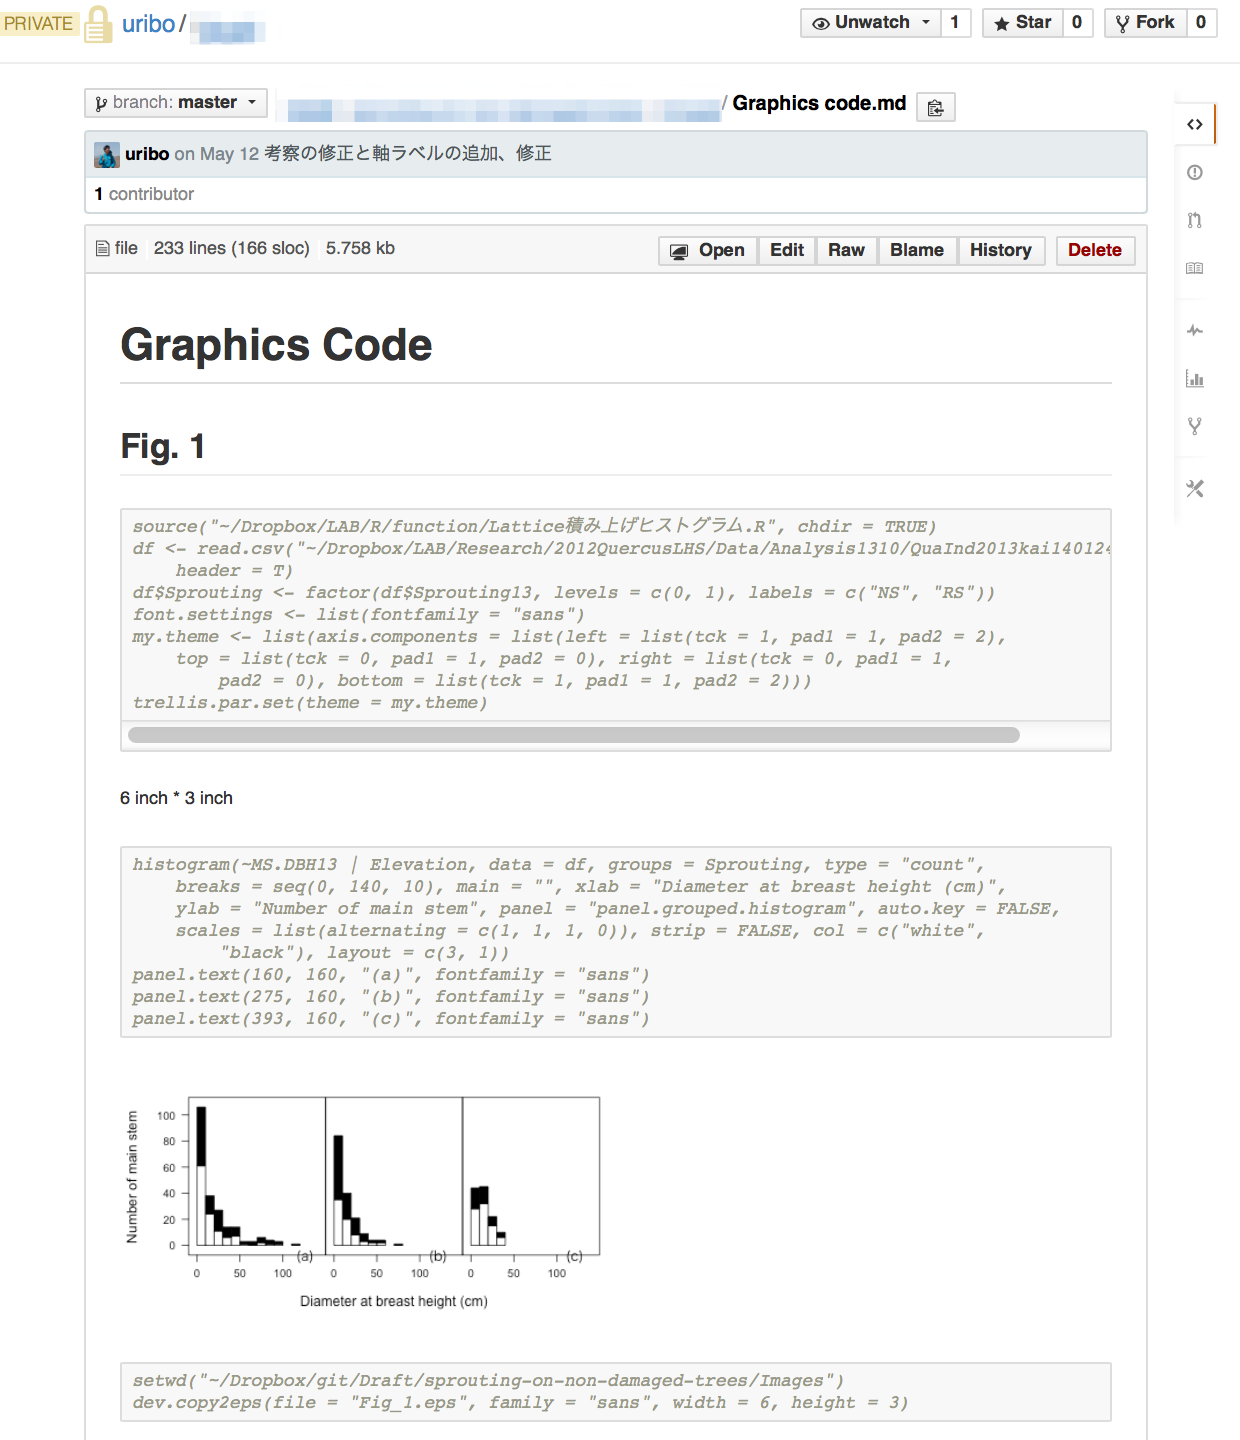 PRIVATE uribo / Unwatch 1 Star 0 Fork 0
branch: master / Graphics code.md
uribo on May 12 考察の修正と軸ラベルの追加、修正
1 contributor
file 233 lines (166 sloc) 5.758 kb Open Edit Raw Blame History Delete
Graphics Code
Fig. 1
source("~/Dropbox/LAB/R/function/Lattice積み上げヒストグラム.R", chdir = TRUE)
df <- read.csv("~/Dropbox/LAB/Research/2012QuercusLHS/Data/Analysis1310/QuaInd2013kai140124
header = T)
df$Sprouting <- factor(df$Sprouting13, levels = c(0, 1), labels = c("NS", "RS"))
font.settings <- list(fontfamily = "sans")
my.theme <- list(axis.components = list(left = list(tck = 1, pad1 = 1, pad2 = 2),
top = list(tck = 0, pad1 = 1, pad2 = 0), right = list(tck = 0, pad1 = 1,
pad2 = 0), bottom = list(tck = 1, pad1 = 1, pad2 = 2)))
trellis.par.set(theme = my.theme)
6 inch * 3 inch
histogram(~MS.DBH13 | Elevation, data = df, groups = Sprouting, type = "count",
breaks = seq(0, 140, 10), main = "", xlab = "Diameter at breast height (cm)",
ylab = "Number of main stem", panel = "panel.grouped.histogram", auto.key = FALSE,
scales = list(alternating = c(1, 1, 1, 0)), strip = FALSE, col = c("white",
"black"), layout = c(3, 1))
panel.text(160, 160, "(a)", fontfamily = "sans")
panel.text(275, 160, "(b)", fontfamily = "sans")
panel.text(393, 160, "(c)", fontfamily = "sans")
Number of main stem
100
80
60
40
20
0
(a) (b) (c)
0 50 100 0 50 100 0 50 100
Diameter at breast height (cm)
setwd("~/Dropbox/git/Draft/sprouting-on-non-damaged-trees/Images")
dev.copy2eps(file = "Fig_1.eps", family = "sans", width = 6, height = 3)